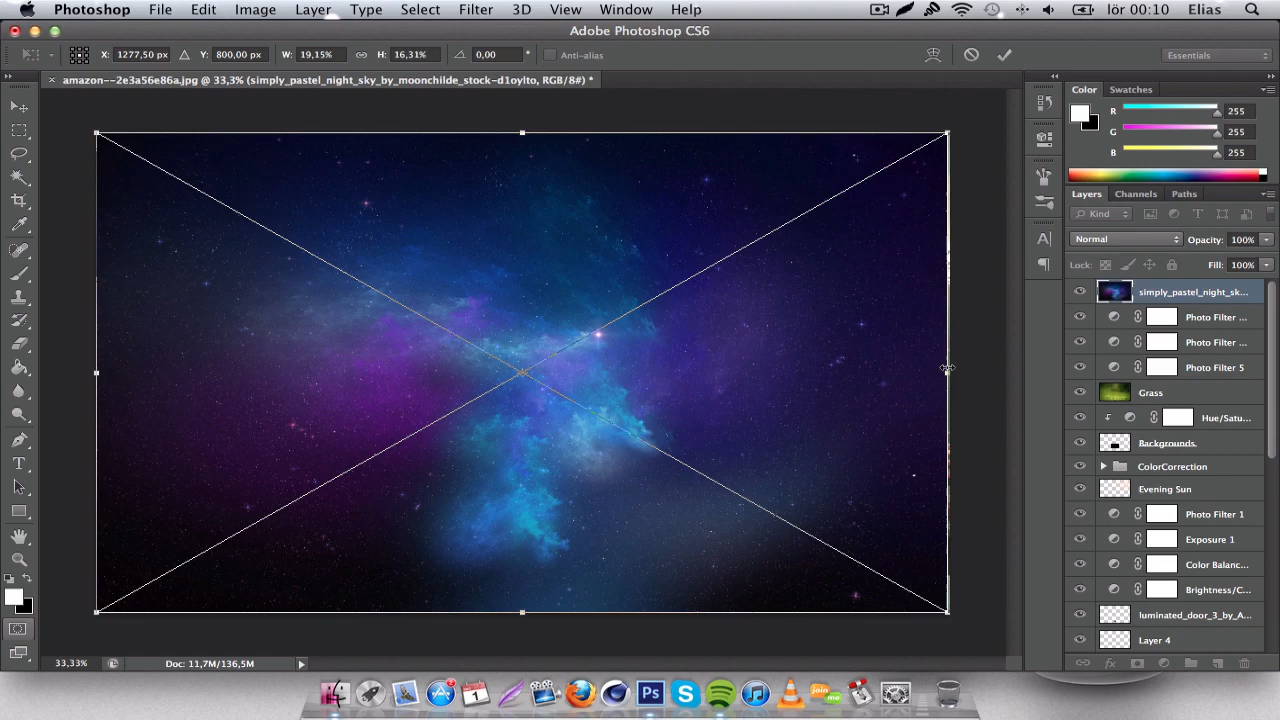 Photoshop File Edit Image Layer Type Select Filter 3D View Window Help lör 00:10 Elias
Adobe Photoshop CS6
X: 1277,50 px Y: 800,00 px W: 19,15% H: 16,31% 0,00 ° Anti-alias Essentials
× amazon--2e3a56e86a.jpg @ 33,3% (simply_pastel_night_sky_by_moonchilde_stock-d1oylto, RGB/8#) *
Color Swatches
R 255
G 255
B 255
Layers Channels Paths
Kind
Normal Opacity: 100%
Lock: Fill: 100%
simply_pastel_night_sk...
Photo Filter ...
Photo Filter ...
Photo Filter 5
Grass
Hue/Satu...
Backgrounds.
ColorCorrection
Evening Sun
Photo Filter 1
Exposure 1
Color Balanc...
Brightness/C...
luminated_door_3_by_A...
Layer 4
33,33% Doc: 11,7M/136,5M
1 Ps join me